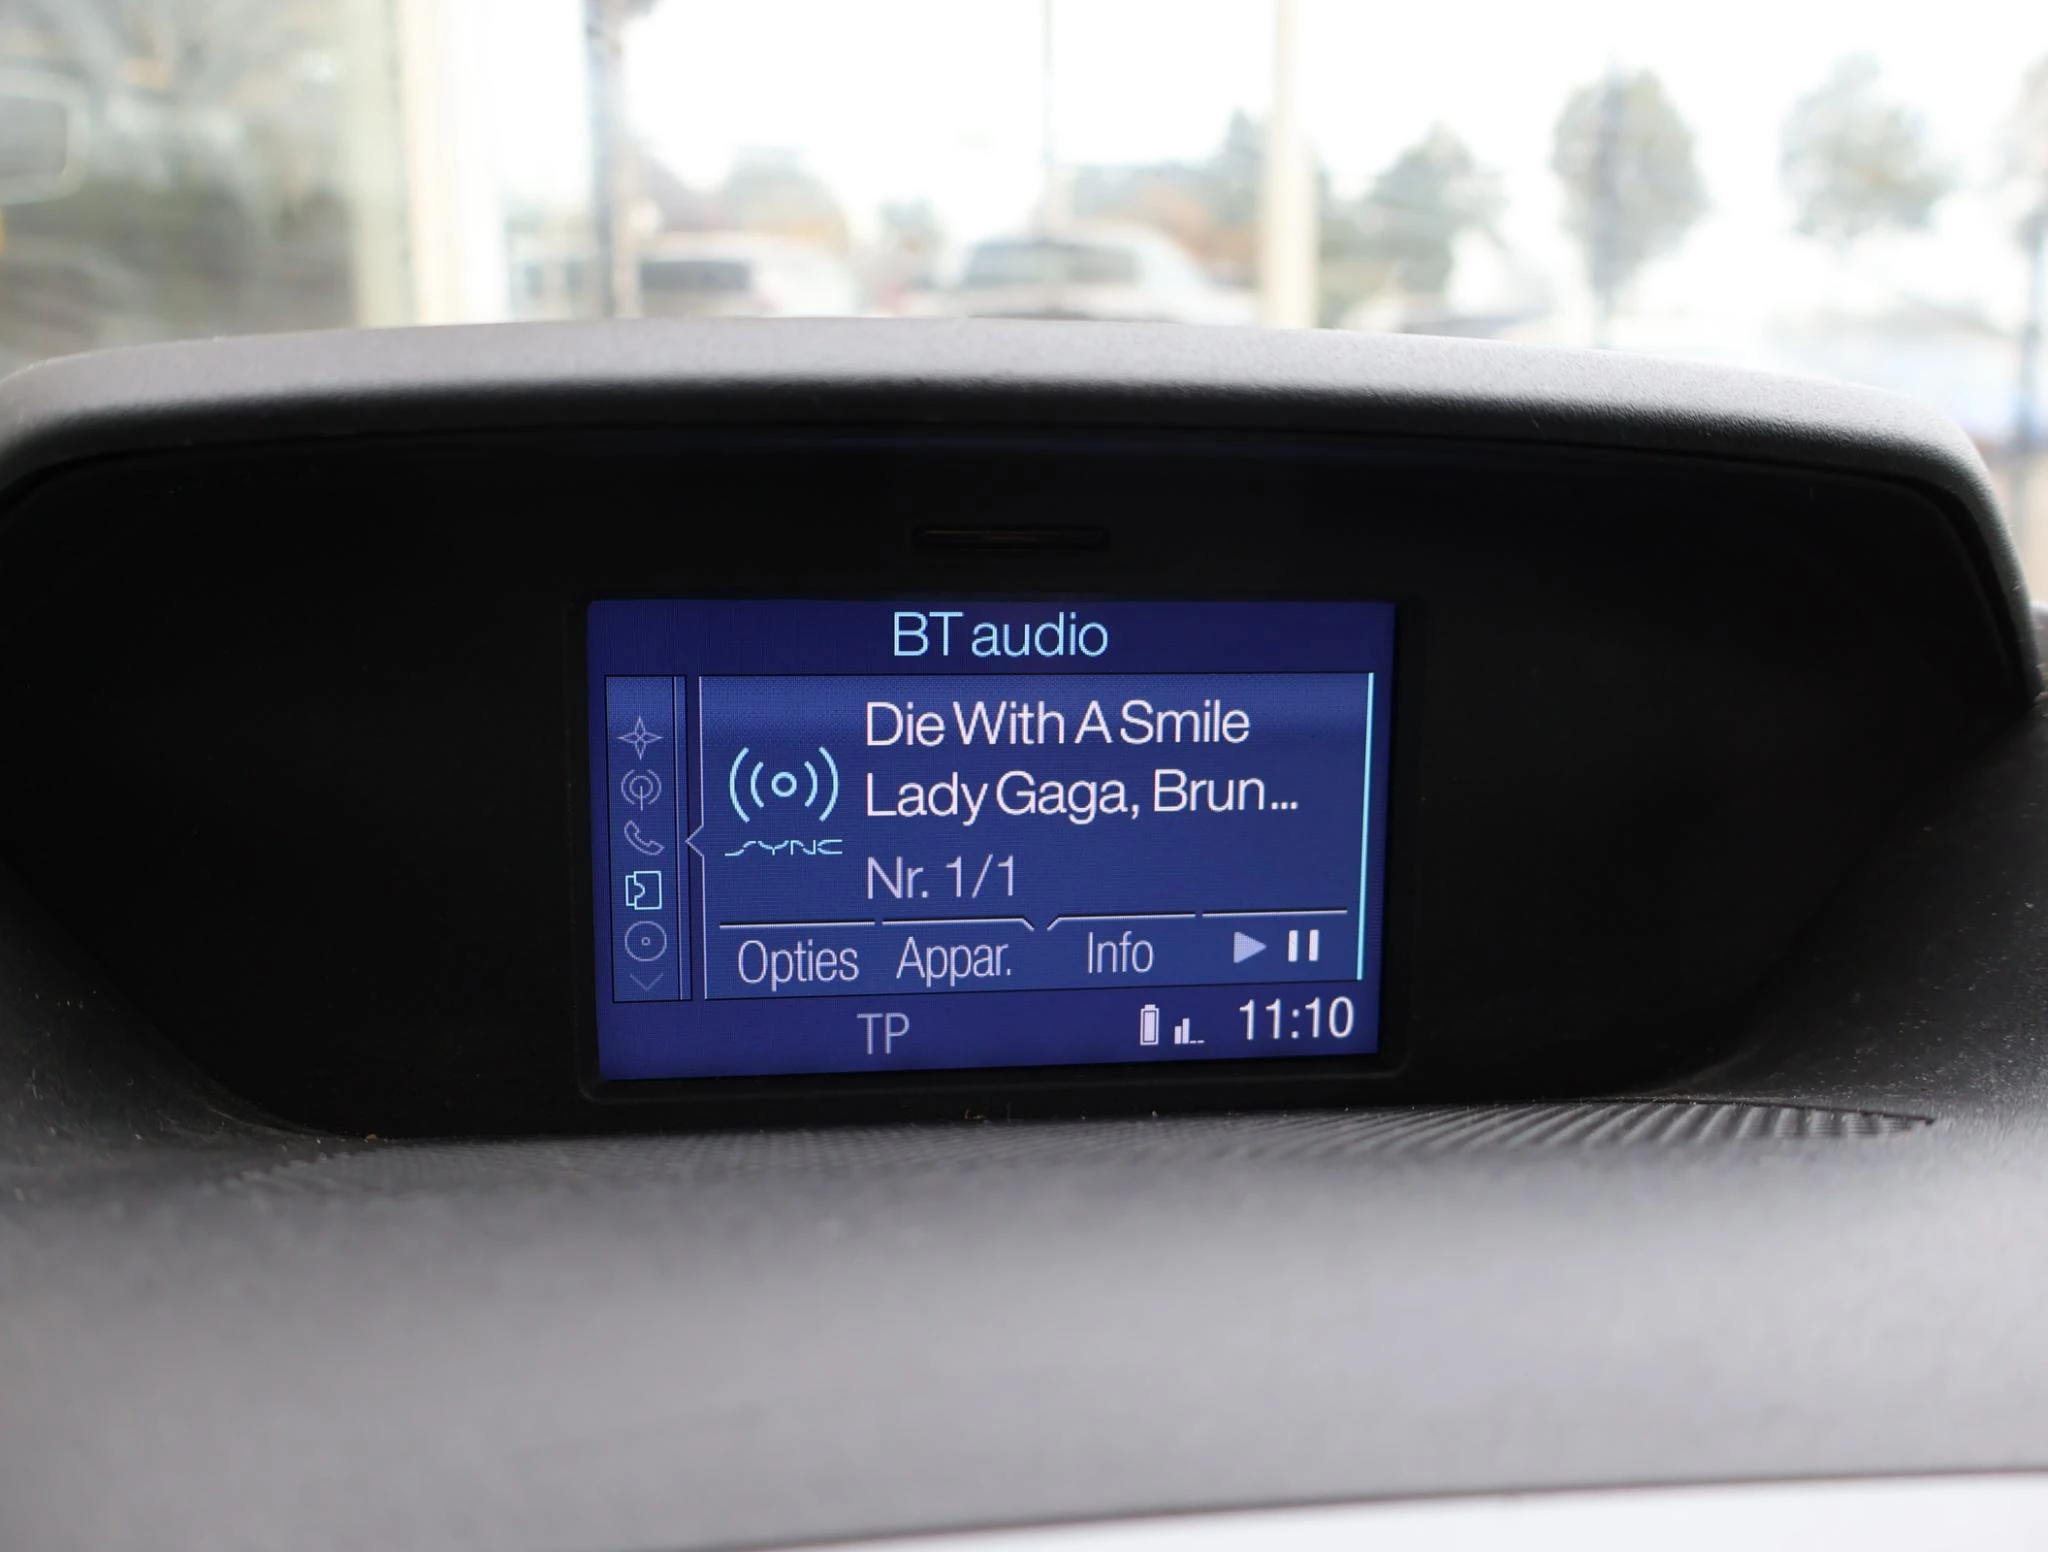 BT audio
Die With A Smile
Lady Gaga, Brun...
SYNC
Nr. 1/1
Opties Appar. Info
TP 11:10